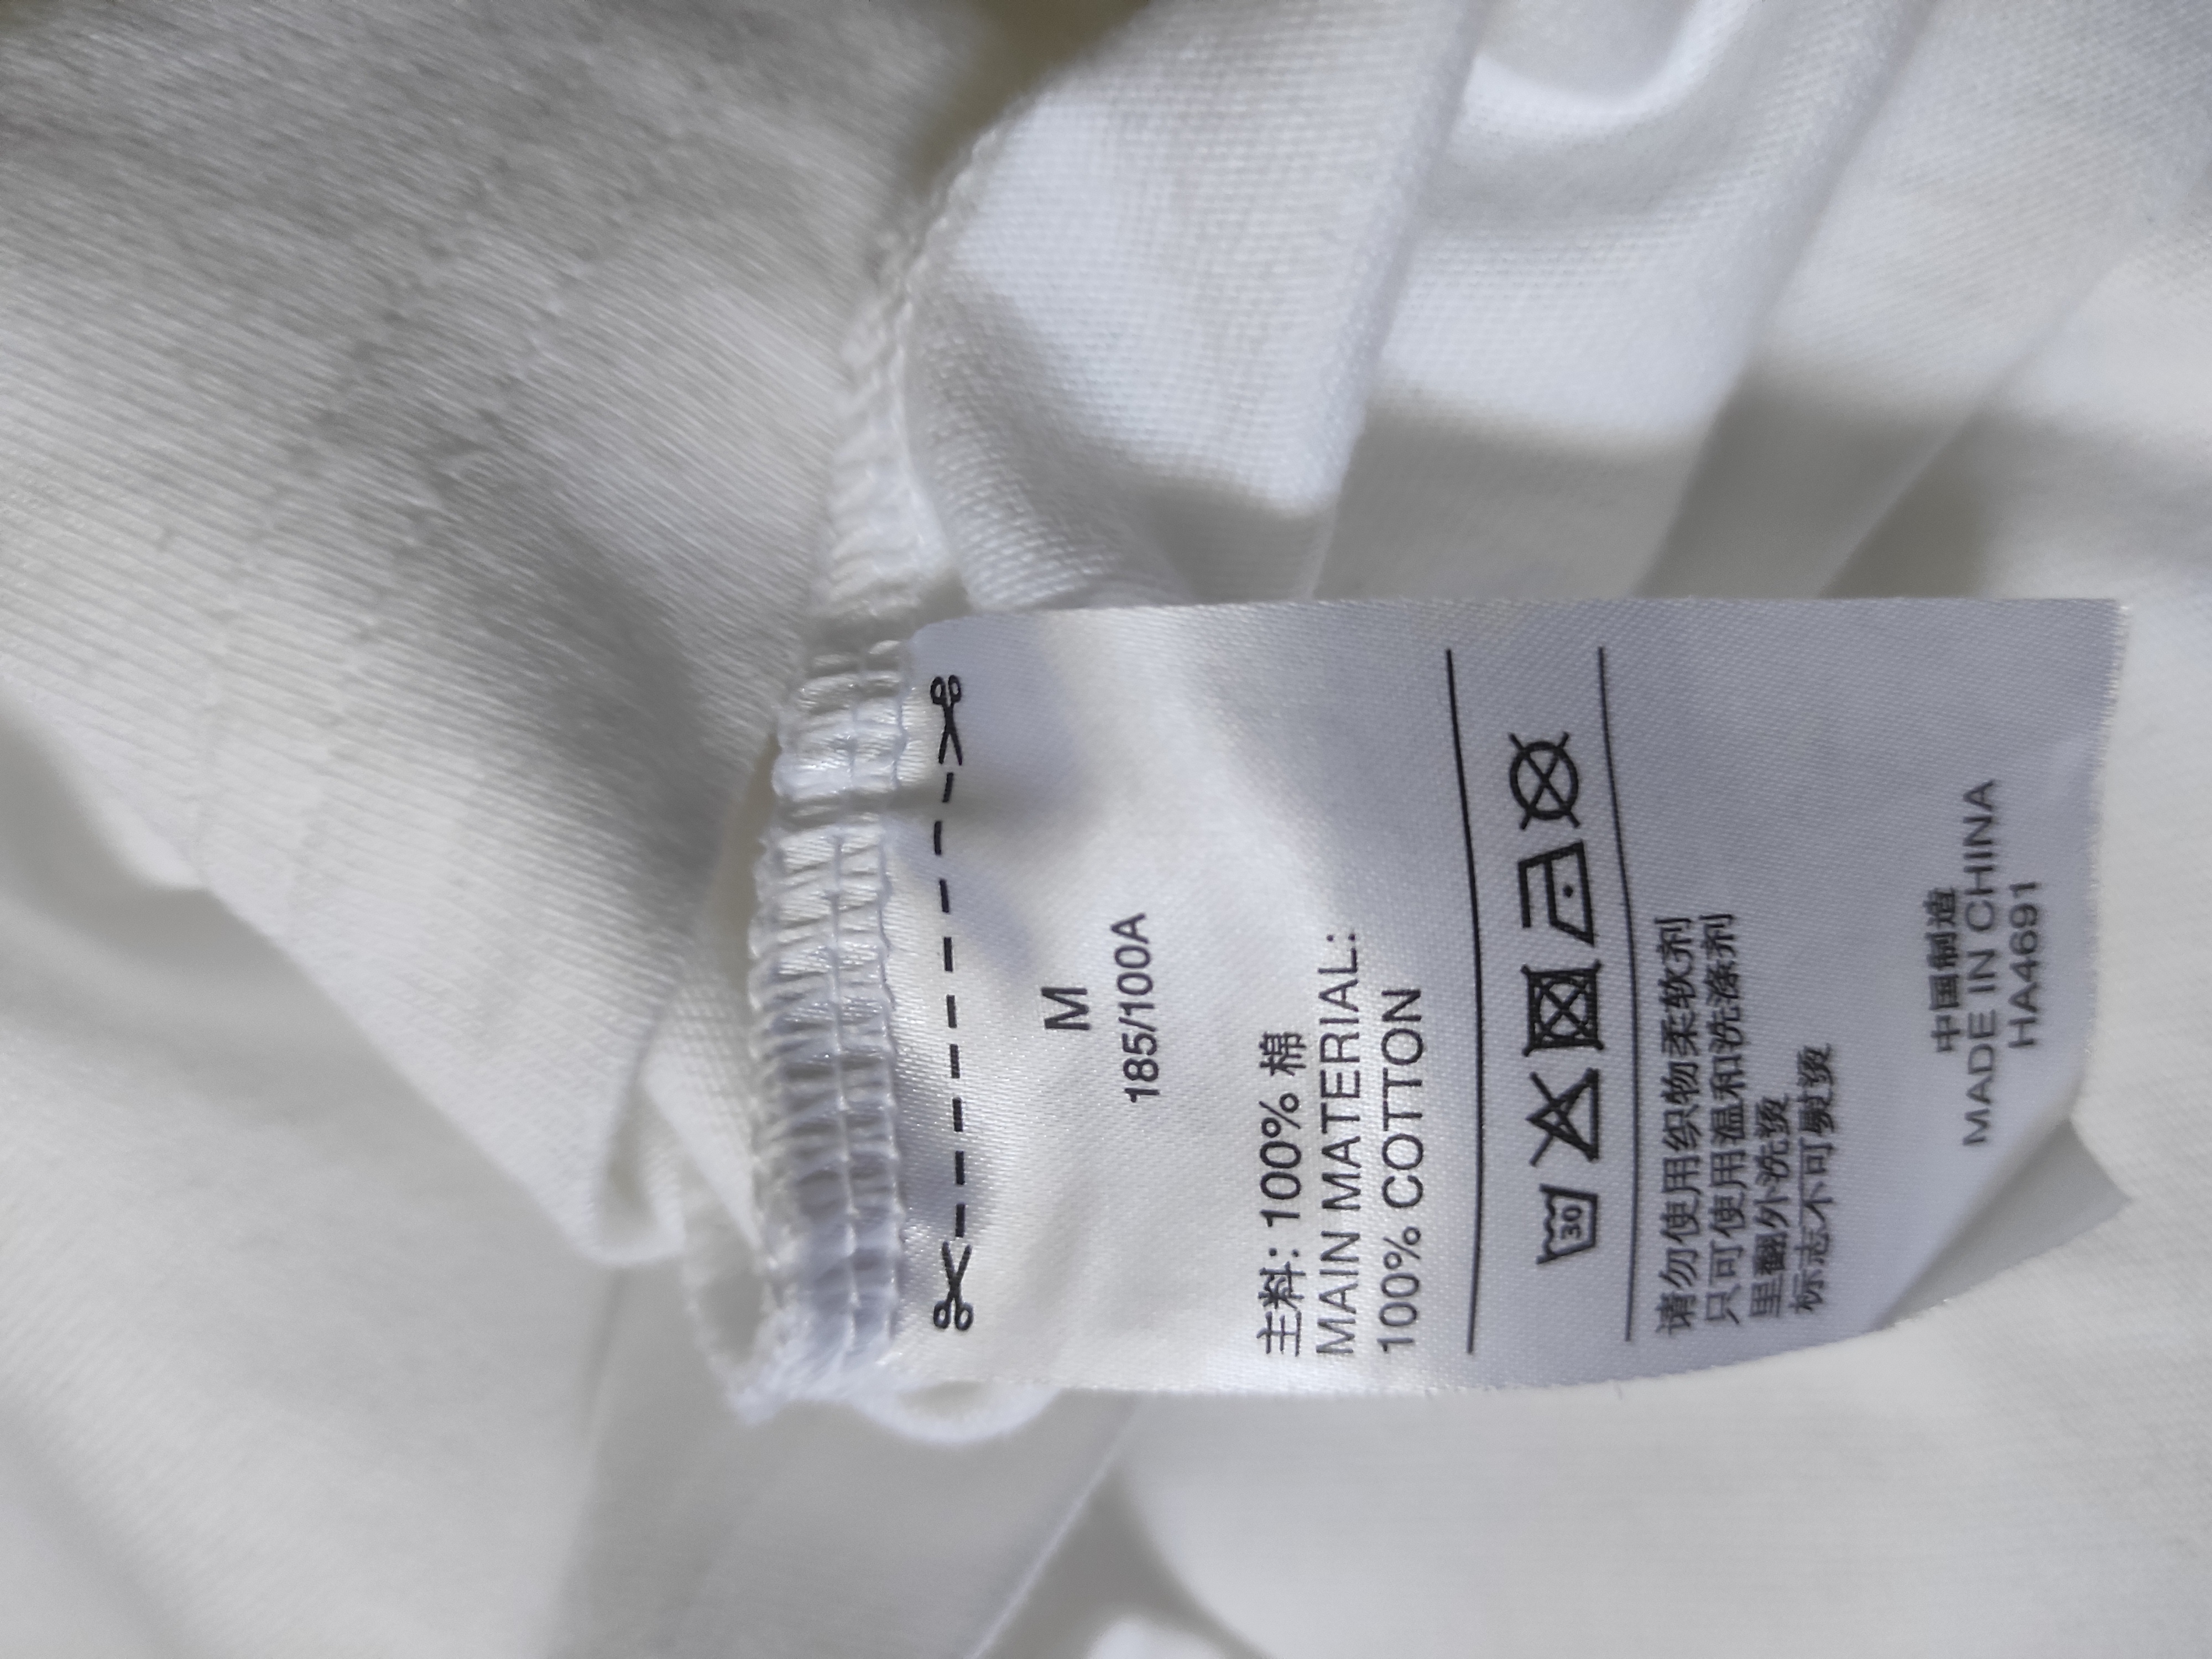 M
185/100A
主料: 100% 棉
MAIN MATERIAL:
100% COTTON
30
请勿使用织物柔软剂
只可使用温和洗涤剂
里翻外洗烫
标志不可熨烫
中国制造
MADE IN CHINA
HA4691